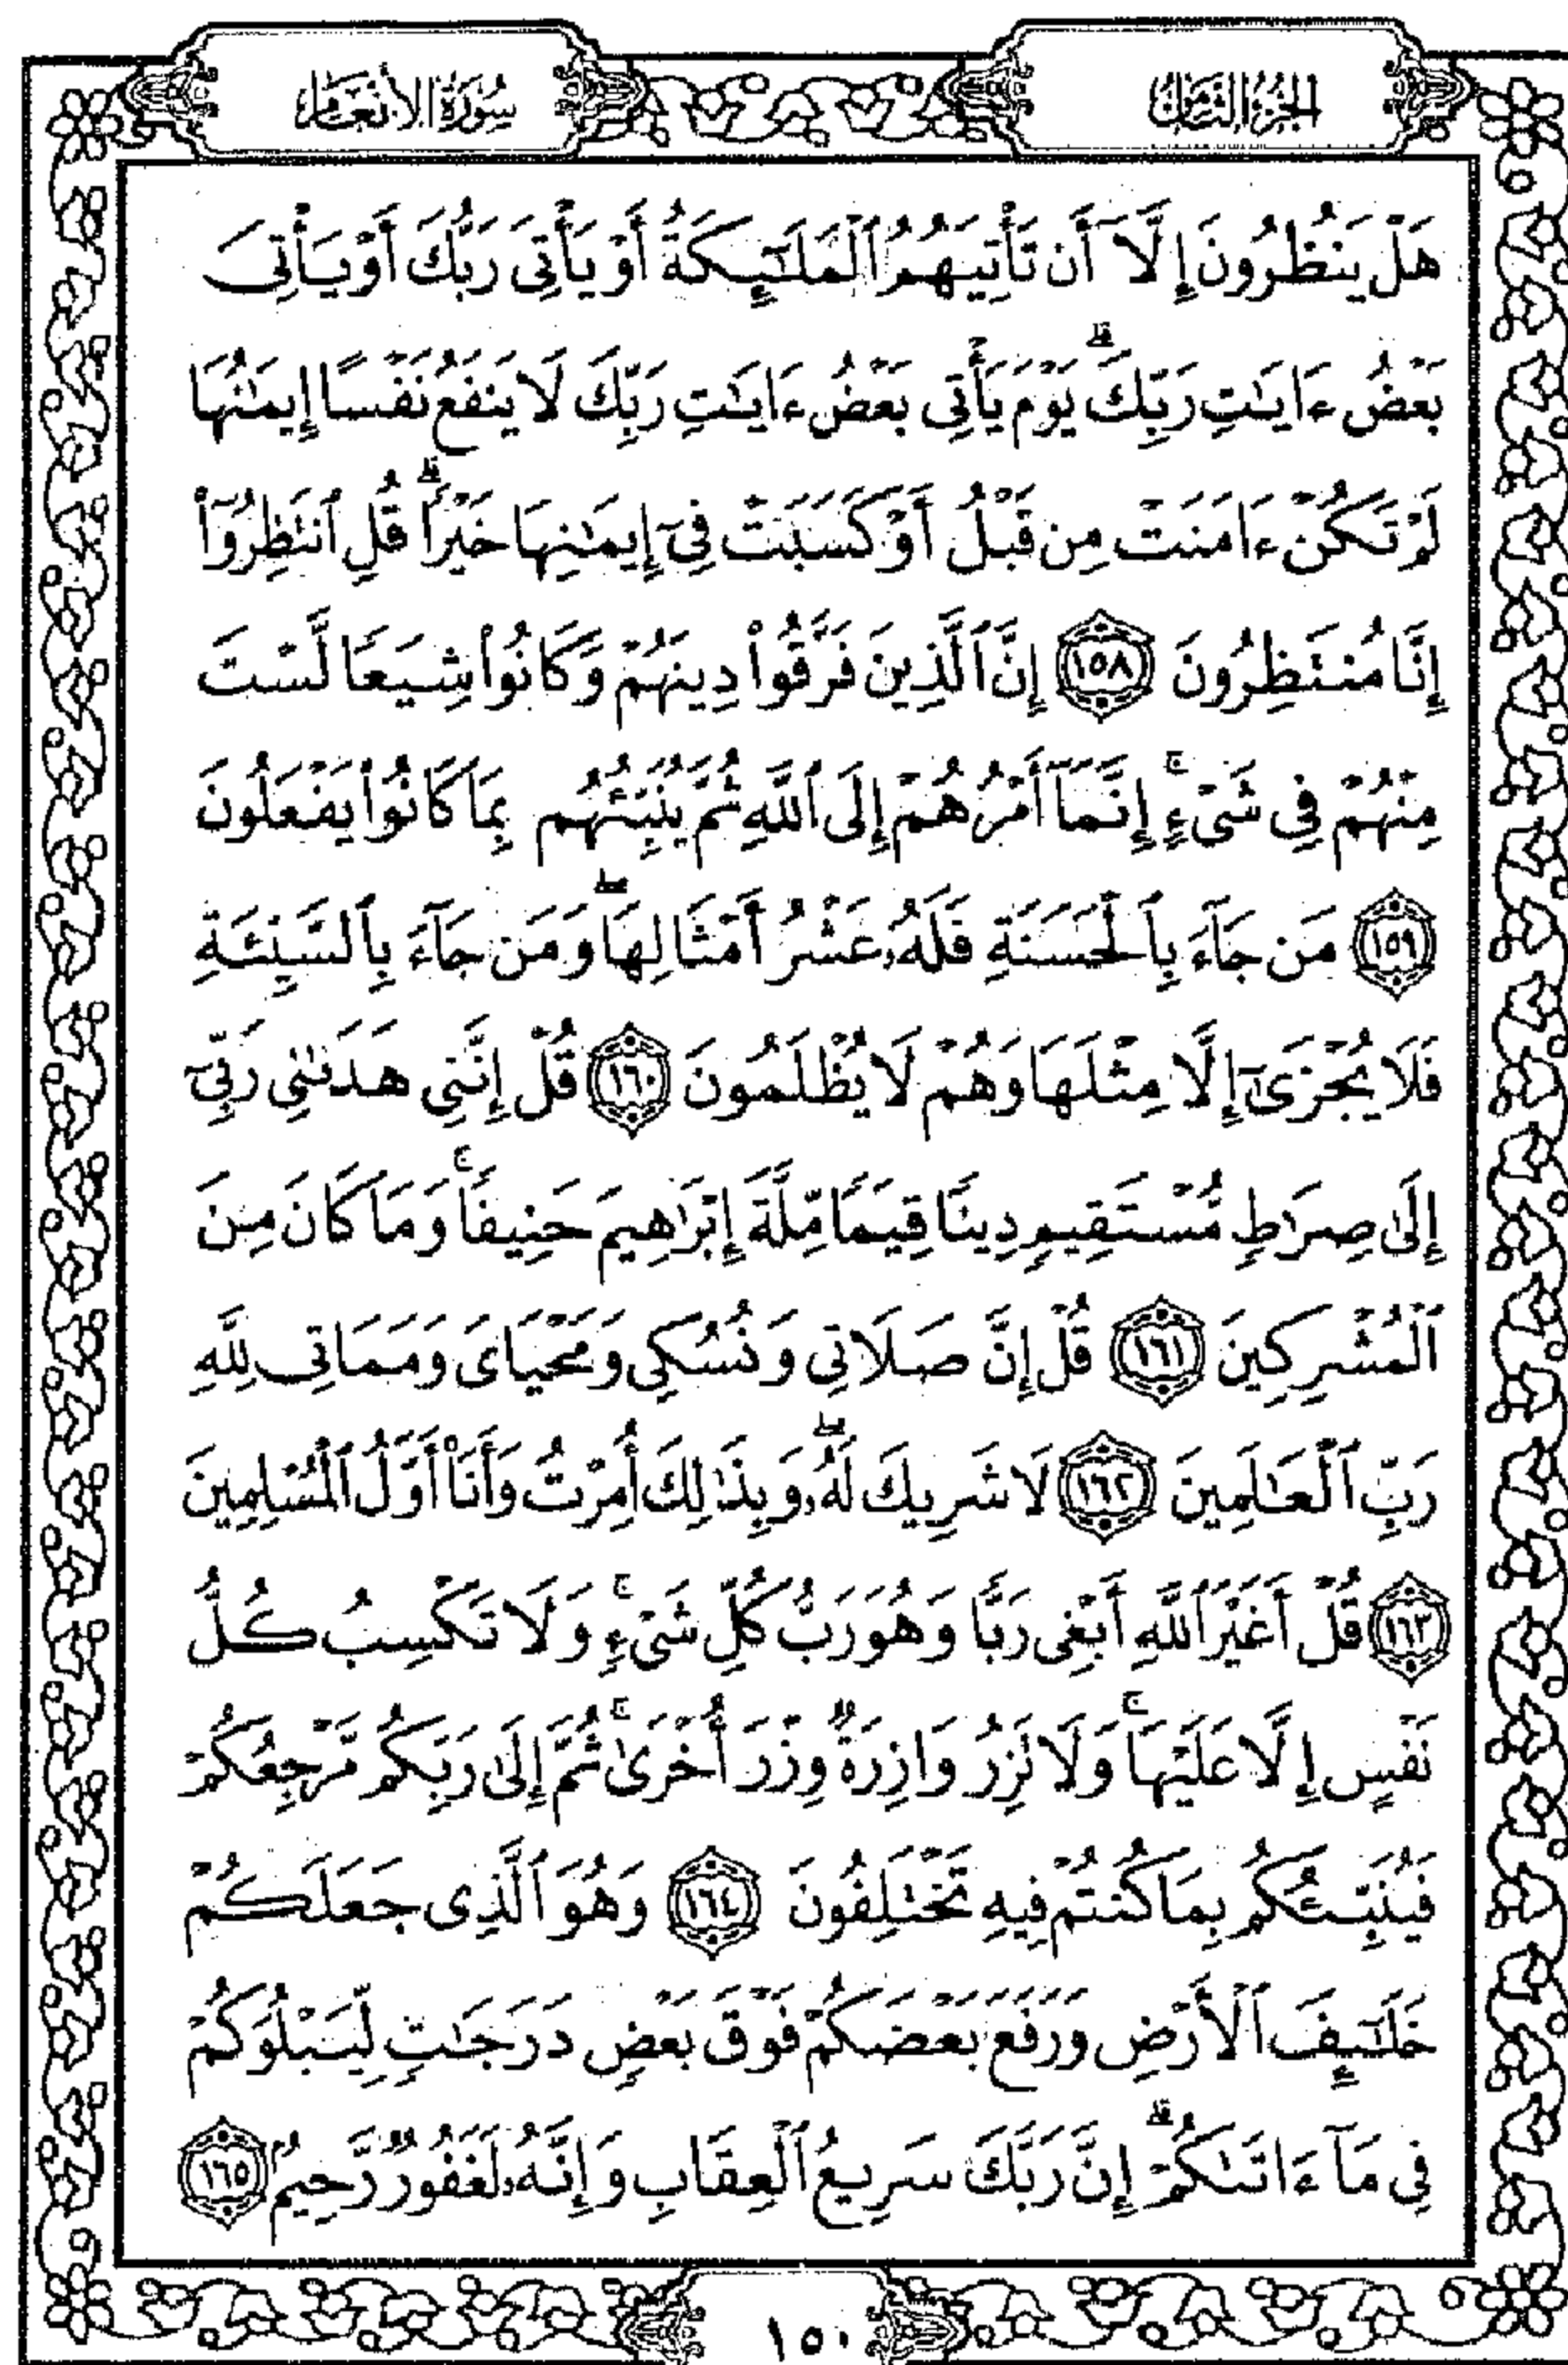 الجزء الثامن
سورة الأنعام
هَلْ يَنظُرُونَ إِلَّآ أَن تَأْتِيَهُمُ ٱلْمَلَٰٓئِكَةُ أَوْ يَأْتِىَ رَبُّكَ أَوْ يَأْتِىَ
بَعْضُ ءَايَٰتِ رَبِّكَ ۗ يَوْمَ يَأْتِى بَعْضُ ءَايَٰتِ رَبِّكَ لَا يَنفَعُ نَفْسًا إِيمَٰنُهَا
لَمْ تَكُنْ ءَامَنَتْ مِن قَبْلُ أَوْ كَسَبَتْ فِىٓ إِيمَٰنِهَا خَيْرًا ۗ قُلِ ٱنتَظِرُوٓا۟
إِنَّا مُنتَظِرُونَ ١٥٨ إِنَّ ٱلَّذِينَ فَرَّقُوا۟ دِينَهُمْ وَكَانُوا۟ شِيَعًا لَّسْتَ
مِنْهُمْ فِى شَىْءٍ ۚ إِنَّمَآ أَمْرُهُمْ إِلَى ٱللَّهِ ثُمَّ يُنَبِّئُهُم بِمَا كَانُوا۟ يَفْعَلُونَ
١٥٩ مَن جَآءَ بِٱلْحَسَنَةِ فَلَهُۥ عَشْرُ أَمْثَالِهَا ۖ وَمَن جَآءَ بِٱلسَّيِّئَةِ
فَلَا يُجْزَىٰٓ إِلَّا مِثْلَهَا وَهُمْ لَا يُظْلَمُونَ ١٦٠ قُلْ إِنَّنِى هَدَىٰنِى رَبِّىٓ
إِلَىٰ صِرَٰطٍ مُّسْتَقِيمٍ دِينًا قِيَمًا مِّلَّةَ إِبْرَٰهِيمَ حَنِيفًا ۚ وَمَا كَانَ مِنَ
ٱلْمُشْرِكِينَ ١٦١ قُلْ إِنَّ صَلَاتِى وَنُسُكِى وَمَحْيَاىَ وَمَمَاتِى لِلَّهِ
رَبِّ ٱلْعَٰلَمِينَ ١٦٢ لَا شَرِيكَ لَهُۥ ۖ وَبِذَٰلِكَ أُمِرْتُ وَأَنَا۠ أَوَّلُ ٱلْمُسْلِمِينَ
١٦٣ قُلْ أَغَيْرَ ٱللَّهِ أَبْغِى رَبًّا وَهُوَ رَبُّ كُلِّ شَىْءٍ ۚ وَلَا تَكْسِبُ كُلُّ
نَفْسٍ إِلَّا عَلَيْهَا ۚ وَلَا تَزِرُ وَازِرَةٌ وِزْرَ أُخْرَىٰ ۚ ثُمَّ إِلَىٰ رَبِّكُم مَّرْجِعُكُمْ
فَيُنَبِّئُكُم بِمَا كُنتُمْ فِيهِ تَخْتَلِفُونَ ١٦٤ وَهُوَ ٱلَّذِى جَعَلَكُمْ
خَلَٰٓئِفَ ٱلْأَرْضِ وَرَفَعَ بَعْضَكُمْ فَوْقَ بَعْضٍ دَرَجَٰتٍ لِّيَبْلُوَكُمْ
فِى مَآ ءَاتَىٰكُمْ ۗ إِنَّ رَبَّكَ سَرِيعُ ٱلْعِقَابِ وَإِنَّهُۥ لَغَفُورٌ رَّحِيمٌ ١٦٥
١٥٠